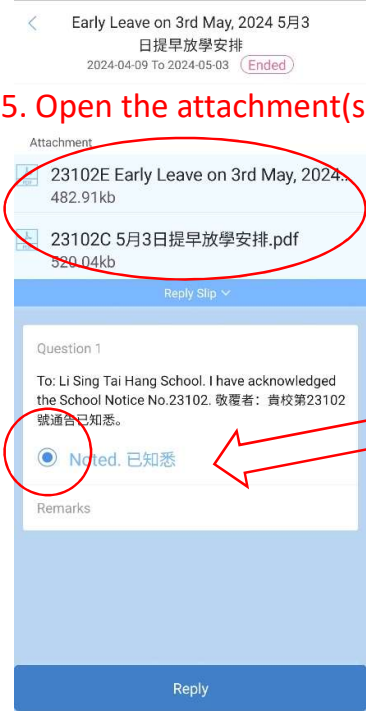 Early Leave on 3rd May, 2024 5月3
日提早放學安排
2024-04-09 To 2024-05-03 Ended
5. Open the attachment(s
Attachment
23102E Early Leave on 3rd May, 2024..
482.91kb
23102C 5月3日提早放學安排.pdf
520.04kb
Reply Slip
Question 1
To: Li Sing Tai Hang School. I have acknowledged
the School Notice No.23102. 敬覆者：貴校第23102
號通告已知悉。
Noted. 已知悉
Remarks
Reply